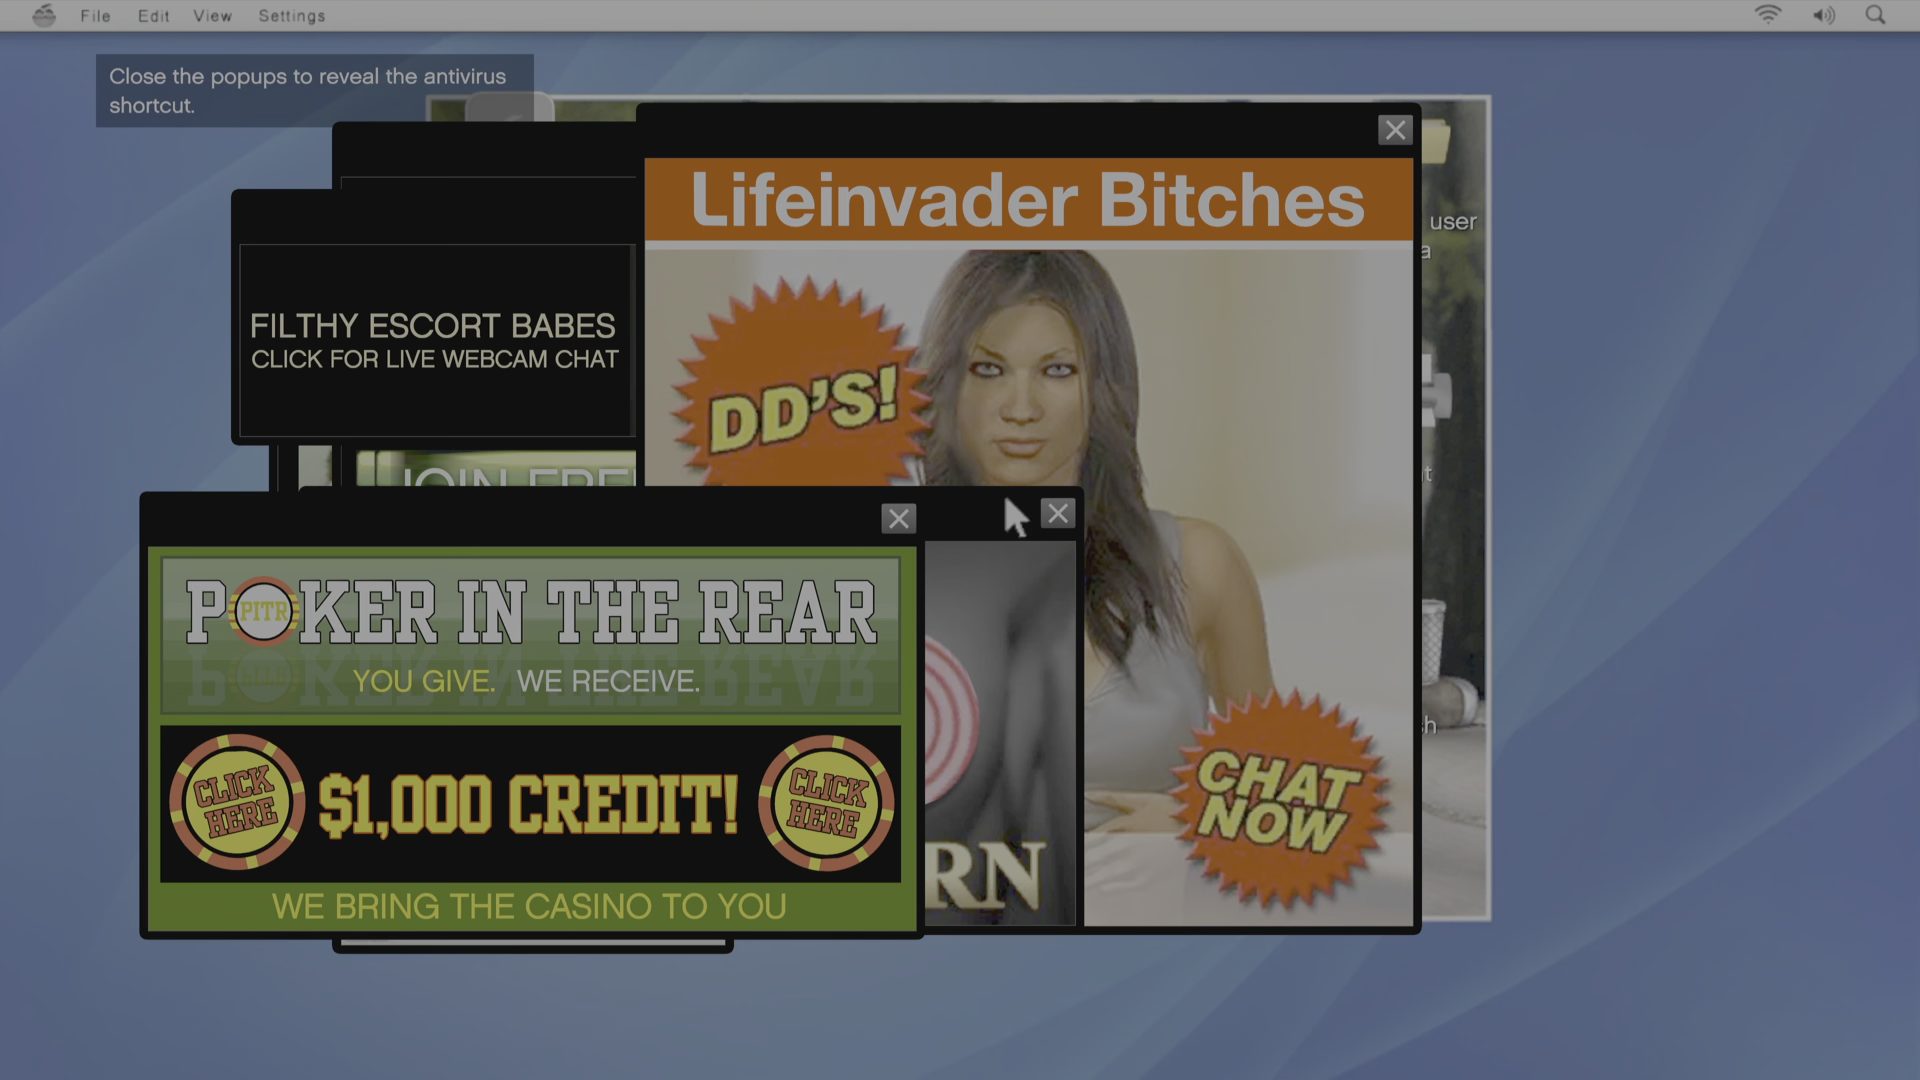 File Edit View Settings
Close the popups to reveal the antivirus
shortcut.
Lifeinvader Bitches
user
a
FILTHY ESCORT BABES
CLICK FOR LIVE WEBCAM CHAT
DD'S!
JOIN FREE
t
POKER IN THE REAR
PITR
YOU GIVE. WE RECEIVE.
h
CLICK
HERE
$1,000 CREDIT!
CLICK
HERE
CHAT
NOW
RN
WE BRING THE CASINO TO YOU